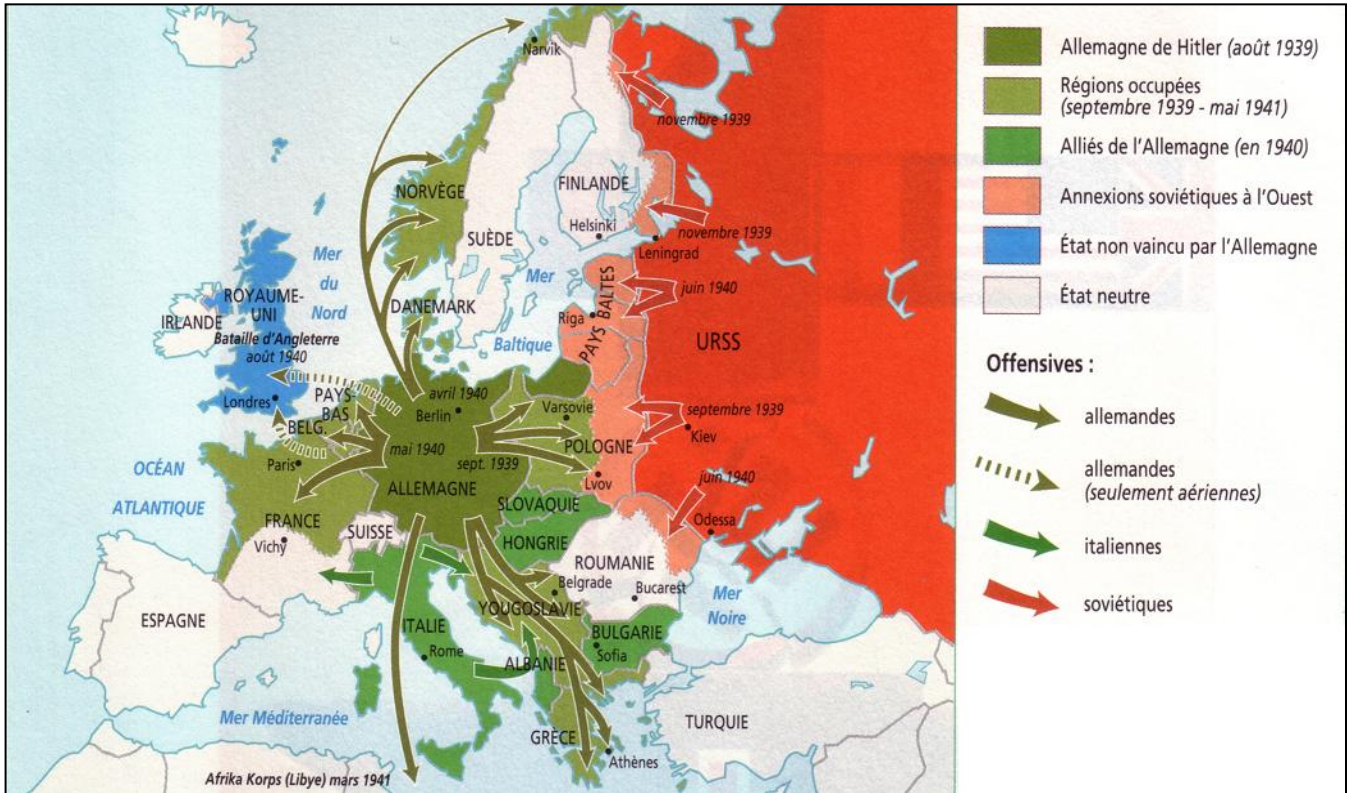 Narvik
novembre 1939
NORVÈGE
FINLANDE
Helsinki
SUÈDE
novembre 1939
Leningrad
Mer
du
Nord
Mer
Baltique
juin 1940
PAYS BALTES
Riga
URSS
DANEMARK
IRLANDE
ROYAUME-
UNI
Bataille d'Angleterre
août 1940
Londres
PAYS-
BAS
BELG.
avril 1940
Berlin
Varsovie
septembre 1939
Kiev
POLOGNE
mai 1940
sept. 1939
Lvov
Paris
ALLEMAGNE
OCÉAN
ATLANTIQUE
SLOVAQUIE
juin 1940
Odessa
FRANCE
Vichy
SUISSE
HONGRIE
ROUMANIE
Belgrade
Bucarest
Mer
Noire
YOUGOSLAVIE
ESPAGNE
ITALIE
Rome
BULGARIE
Sofia
ALBANIE
Mer Méditerranée
GRÈCE
TURQUIE
Athènes
Afrika Korps (Libye) mars 1941
Allemagne de Hitler (août 1939)
Régions occupées
(septembre 1939 - mai 1941)
Alliés de l'Allemagne (en 1940)
Annexions soviétiques à l'Ouest
État non vaincu par l'Allemagne
État neutre
Offensives :
allemandes
allemandes
(seulement aériennes)
italiennes
soviétiques